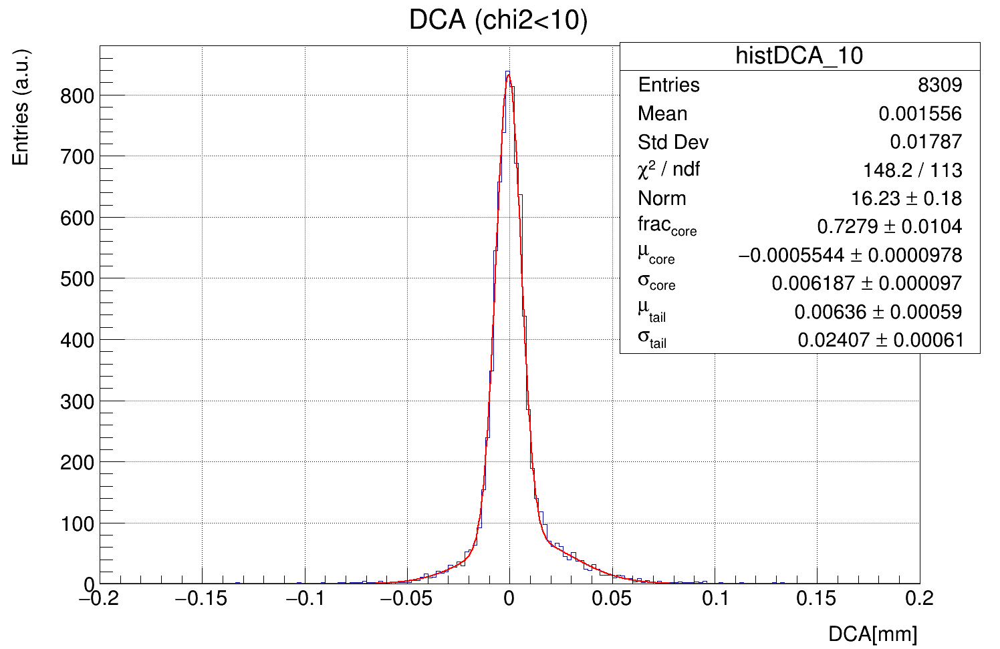 DCA (chi2<10)
Entries (a.u.)
histDCA_10
Entries 8309
Mean 0.001556
Std Dev 0.01787
χ² / ndf 148.2 / 113
Norm 16.23 ± 0.18
frac_core 0.7279 ± 0.0104
μ_core −0.0005544 ± 0.0000978
σ_core 0.006187 ± 0.000097
μ_tail 0.00636 ± 0.00059
σ_tail 0.02407 ± 0.00061
800
700
600
500
400
300
200
100
0
−0.2 −0.15 −0.1 −0.05 0 0.05 0.1 0.15 0.2
DCA[mm]